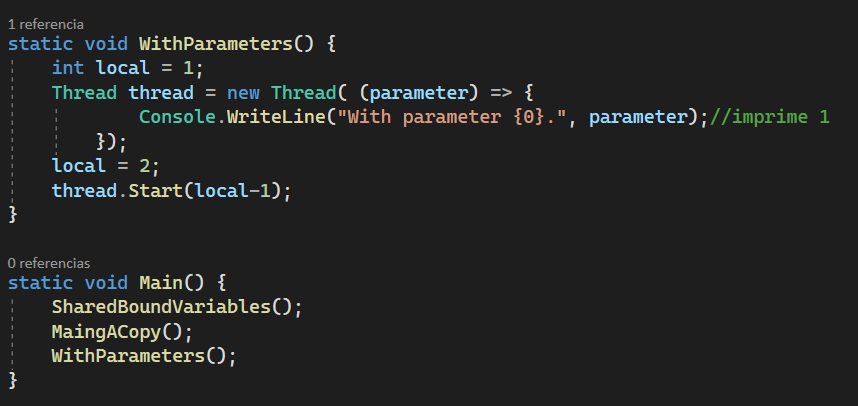 1 referencia
static void WithParameters() {
int local = 1;
Thread thread = new Thread( (parameter) => {
Console.WriteLine("With parameter {0}.", parameter);//imprime 1
});
local = 2;
thread.Start(local-1);
}
0 referencias
static void Main() {
SharedBoundVariables();
MaingACopy();
WithParameters();
}